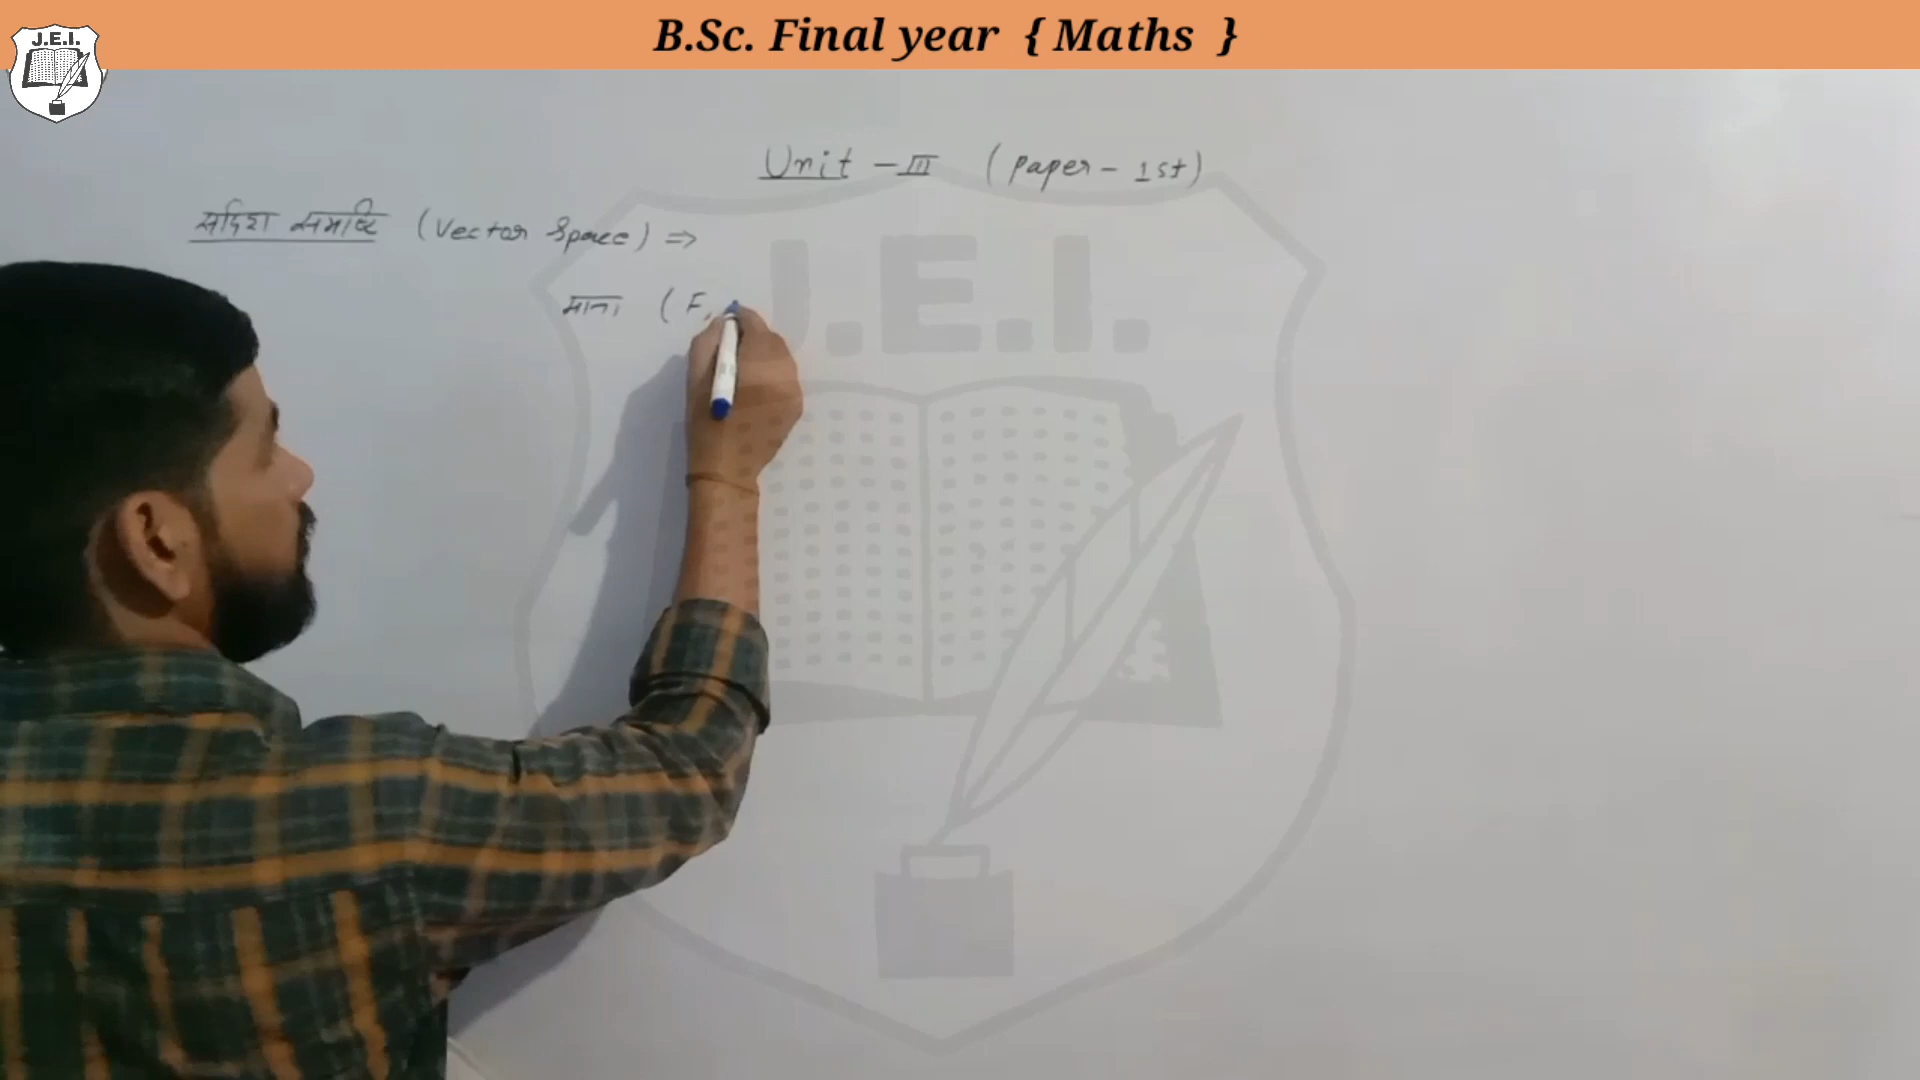 B.Sc. Final year { Maths }
J.E.I.
Unit - III (Paper - 1st)
सदिश समष्टि (Vector Space) ⇒
माना ( F,
J.E.I.